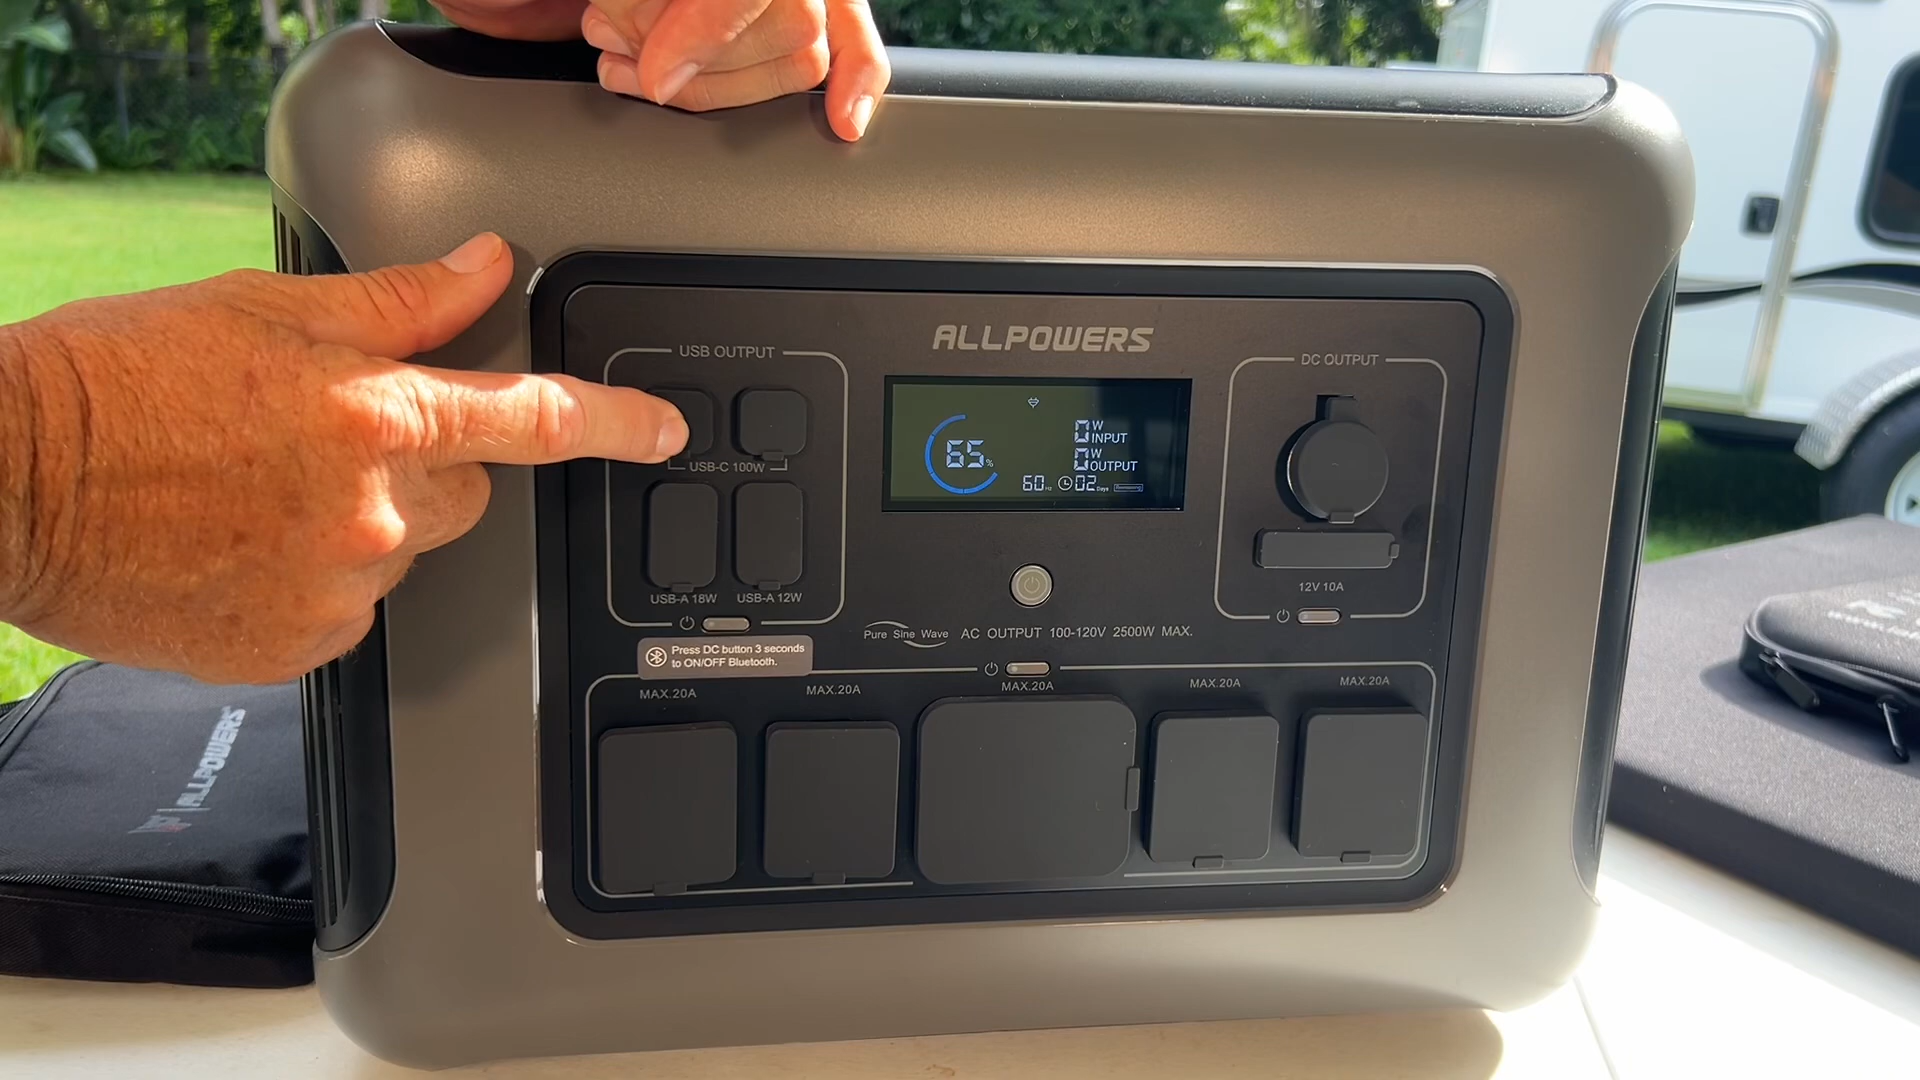 ALLPOWERS
USB OUTPUT
USB-C 100W
USB-A 18W
USB-A 12W
65%
0W
INPUT
0W
OUTPUT
60Hz
02 Days
DC OUTPUT
12V 10A
Press DC button 3 seconds
to ON/OFF Bluetooth.
Pure Sine Wave
AC OUTPUT 100-120V 2500W MAX.
MAX.20A
MAX.20A
MAX.20A
MAX.20A
MAX.20A
ALLPOWERS